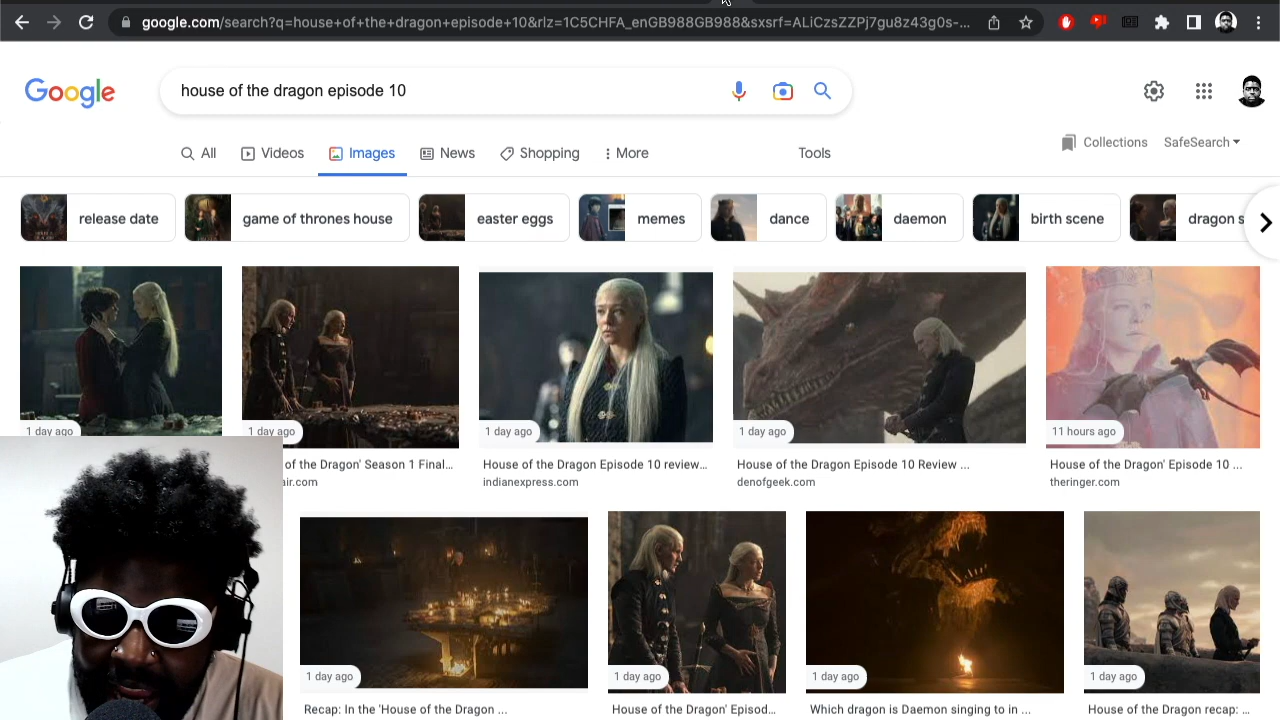 google.com/search?q=house+of+the+dragon+episode+10&rlz=1C5CHFA_enGB988GB988&sxsrf=ALiCzsZZPj7gu8z43g0s-...
Google
house of the dragon episode 10
All
Videos
Images
News
Shopping
More
Tools
Collections
SafeSearch
release date
game of thrones house
easter eggs
memes
dance
daemon
birth scene
dragon s
1 day ago
1 day ago
1 day ago
1 day ago
11 hours ago
of the Dragon' Season 1 Final...
House of the Dragon Episode 10 review...
House of the Dragon Episode 10 Review ...
House of the Dragon' Episode 10 ...
air.com
indianexpress.com
denofgeek.com
theringer.com
1 day ago
1 day ago
1 day ago
1 day ago
Recap: In the 'House of the Dragon ...
House of the Dragon' Episod...
Which dragon is Daemon singing to in ...
House of the Dragon recap: ...